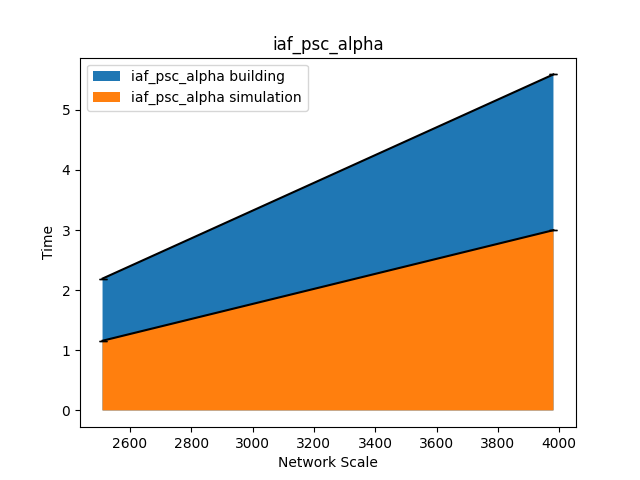 iaf_psc_alpha
iaf_psc_alpha building
iaf_psc_alpha simulation
Time
5
4
3
2
1
0
2600 2800 3000 3200 3400 3600 3800 4000
Network Scale